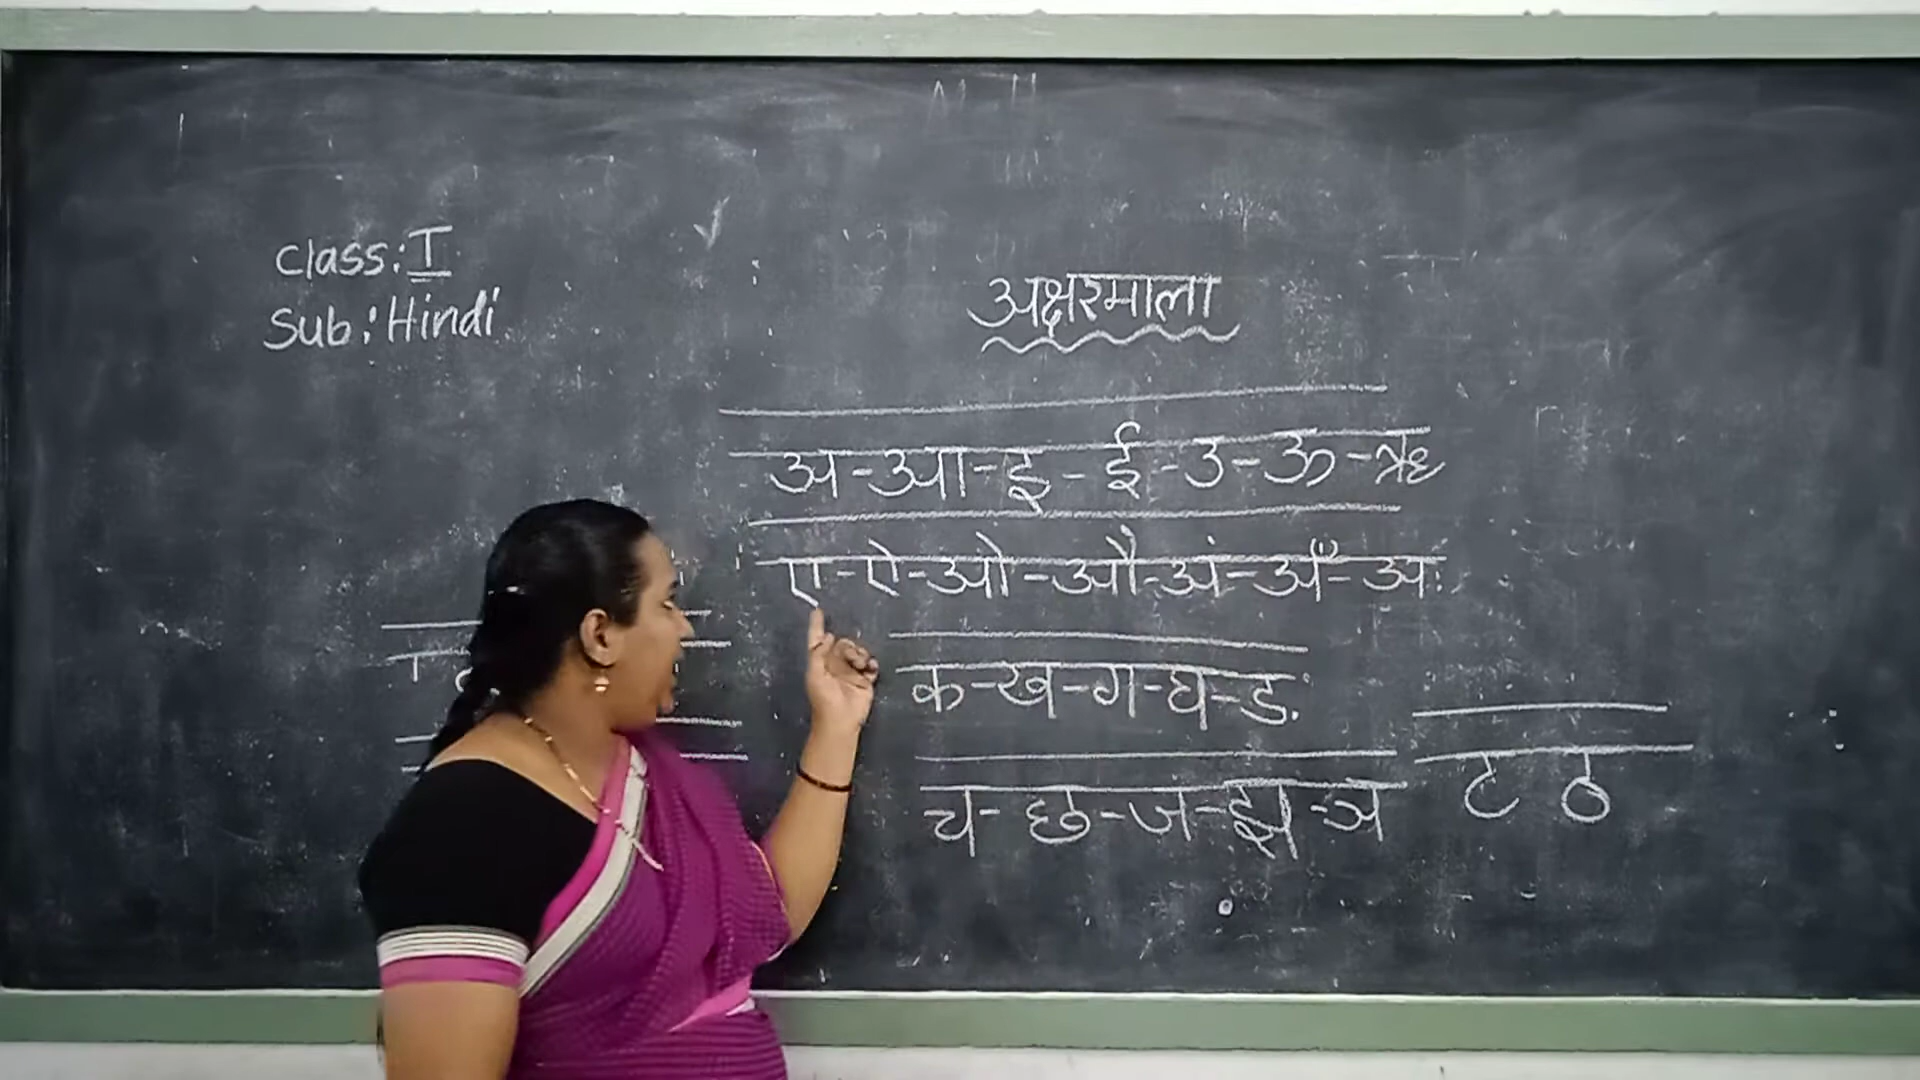 class: I
Sub: Hindi
अक्षरमाला
अ-आ-इ-ई-उ-ऊ-ऋ
ए-ऐ-ओ-औ-अं-अँ-अः
क-ख-ग-घ-ङ
च-छ-ज-झ-ञ
ट ठ